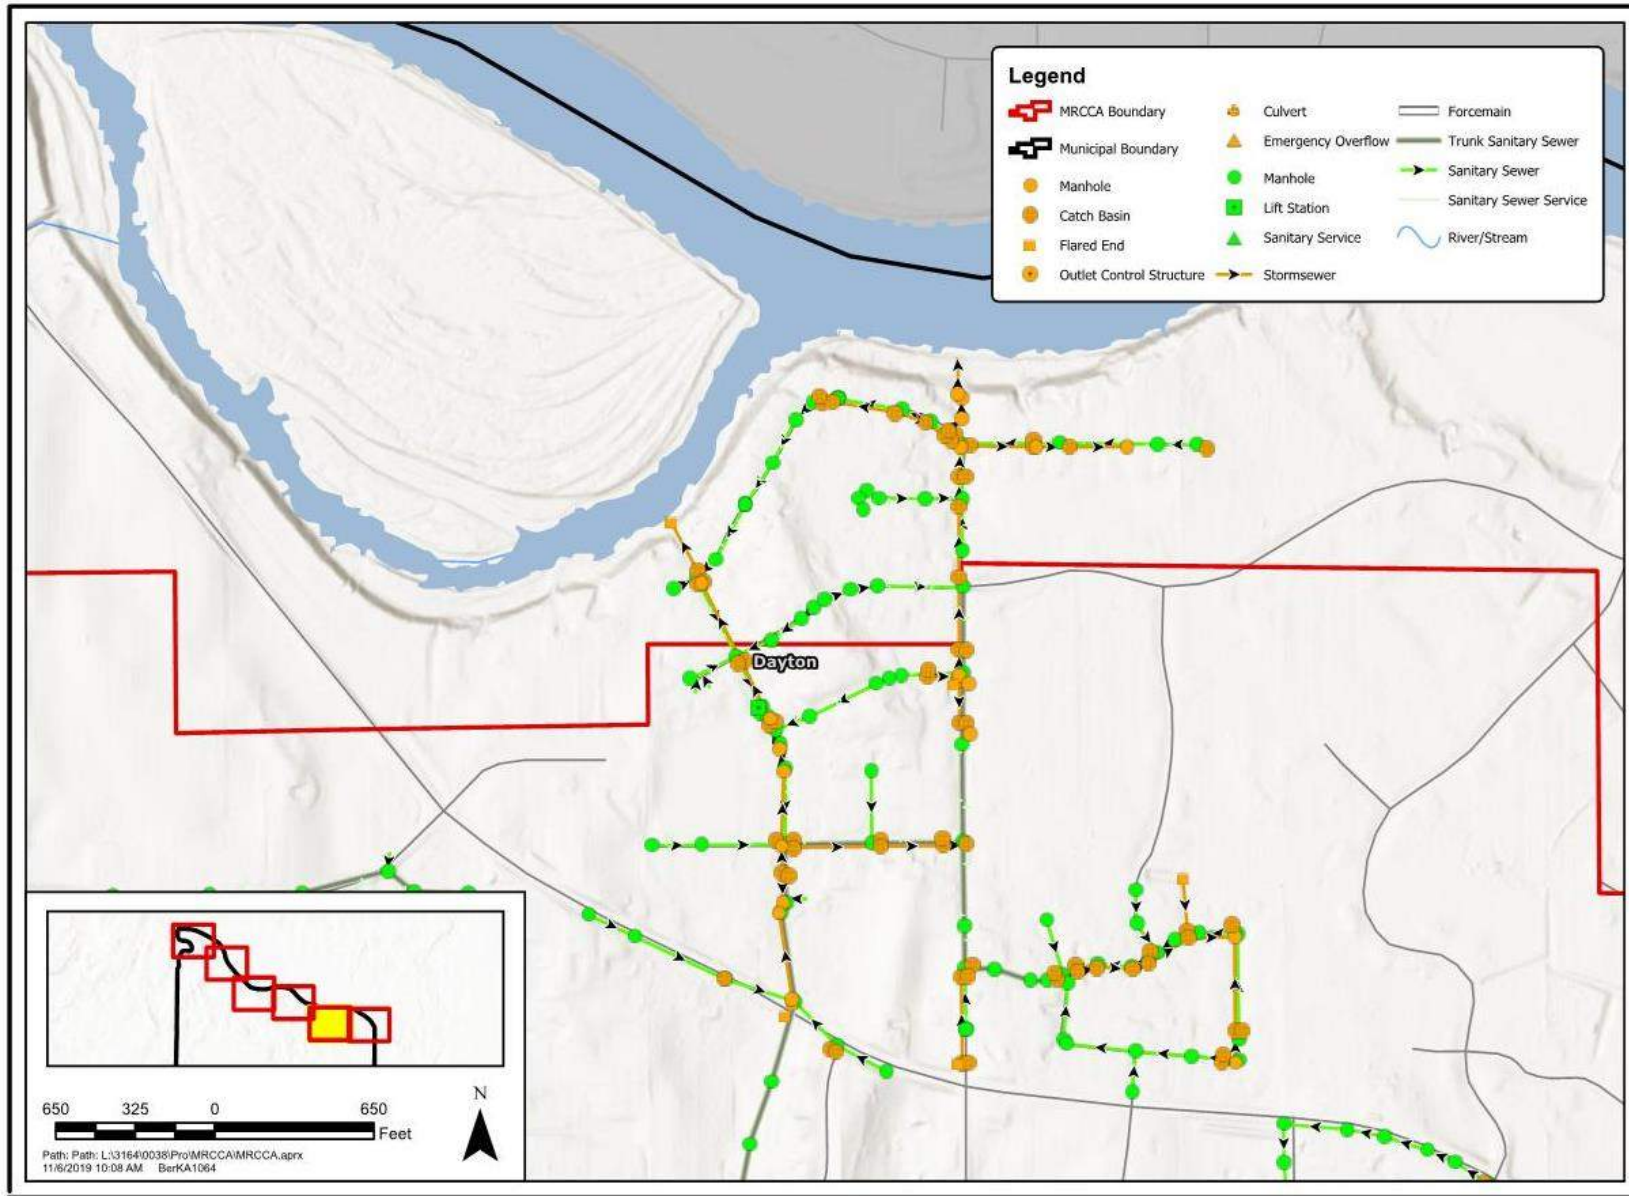 Legend
MRCCA Boundary
Municipal Boundary
Manhole
Catch Basin
Flared End
Outlet Control Structure
Culvert
Emergency Overflow
Manhole
Lift Station
Sanitary Service
Stormsewer
Forcemain
Trunk Sanitary Sewer
Sanitary Sewer
Sanitary Sewer Service
River/Stream
Dayton
650 325 0 650
Feet
N
Path: Path: L:\3164\0038\Pro\MRCCA\MRCCA.aprx
11/6/2019 10:08 AM BerKA1064